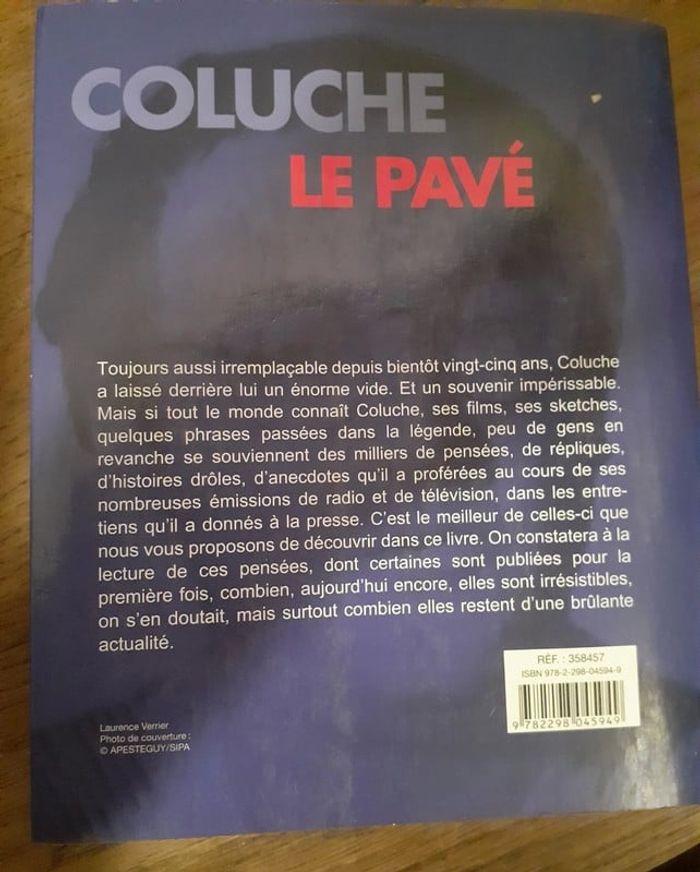 COLUCHE
LE PAVÉ
Toujours aussi irremplaçable depuis bientôt vingt-cinq ans, Coluche
a laissé derrière lui un énorme vide. Et un souvenir impérissable.
Mais si tout le monde connaît Coluche, ses films, ses sketches,
quelques phrases passées dans la légende, peu de gens en
revanche se souviennent des milliers de pensées, de répliques,
d'histoires drôles, d'anecdotes qu'il a proférées au cours de ses
nombreuses émissions de radio et de télévision, dans les entre-
tiens qu'il a donnés à la presse. C'est le meilleur de celles-ci que
nous vous proposons de découvrir dans ce livre. On constatera à la
lecture de ces pensées, dont certaines sont publiées pour la
première fois, combien, aujourd'hui encore, elles sont irrésistibles,
on s'en doutait, mais surtout combien elles restent d'une brûlante
actualité.
RÉF. : 358457
ISBN 978-2-298-04594-9
9 782298 045949
Laurence Verrier
Photo de couverture :
© APESTEGUY/SIPA